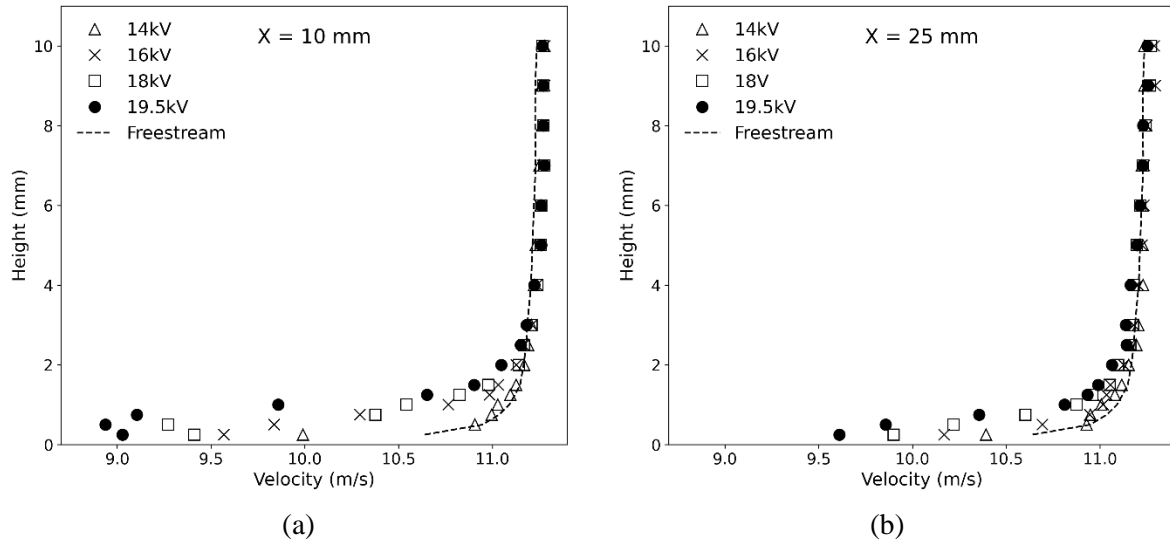 X = 10 mm
14kV
16kV
18kV
19.5kV
Freestream
Height (mm)
10
8
6
4
2
0
9.0 9.5 10.0 10.5 11.0
Velocity (m/s)
(a)
X = 25 mm
14kV
16kV
18V
19.5kV
Freestream
Height (mm)
10
8
6
4
2
0
9.0 9.5 10.0 10.5 11.0
Velocity (m/s)
(b)